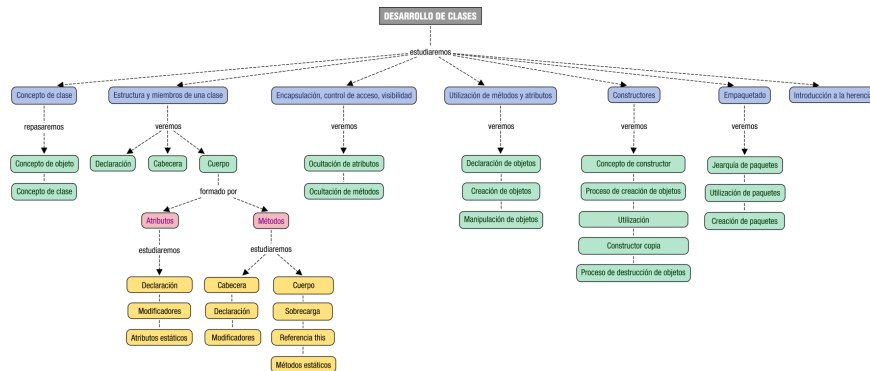 DESARROLLO DE CLASES
estudiaremos
Concepto de clase
Estructura y miembros de una clase
Encapsulación, control de acceso, visibilidad
Utilización de métodos y atributos
Constructores
Empaquetado
Introducción a la herencia
repasaremos
veremos
veremos
veremos
veremos
veremos
Concepto de objeto
Declaración
Cabecera
Cuerpo
Ocultación de atributos
Declaración de objetos
Concepto de constructor
Jearquía de paquetes
Concepto de clase
Ocultación de métodos
Creación de objetos
Proceso de creación de objetos
Utilización de paquetes
formado por
Atributos
Métodos
Manipulación de objetos
Utilización
Creación de paquetes
estudiaremos
estudiaremos
Constructor copia
Proceso de destrucción de objetos
Declaración
Cabecera
Cuerpo
Modificadores
Declaración
Sobrecarga
Atributos estáticos
Modificadores
Referencia this
Métodos estáticos